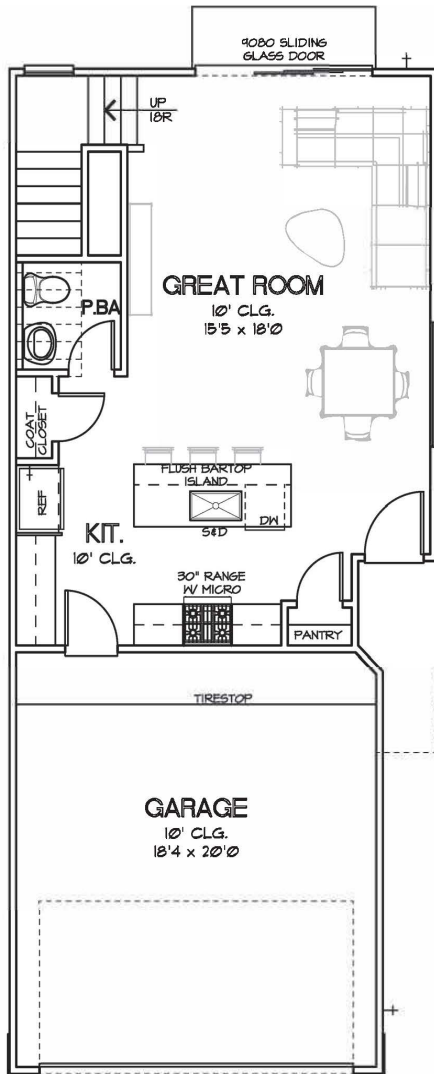 9080 SLIDING
GLASS DOOR
UP
18R
GREAT ROOM
10' CLG.
15'5 x 18'0
P.BA
COAT
CLOSET
REF
KIT.
10' CLG.
FLUSH BARTOP
ISLAND
S&D
DW
30" RANGE
W/ MICRO
PANTRY
TIRESTOP
GARAGE
10' CLG.
18'4 x 20'0